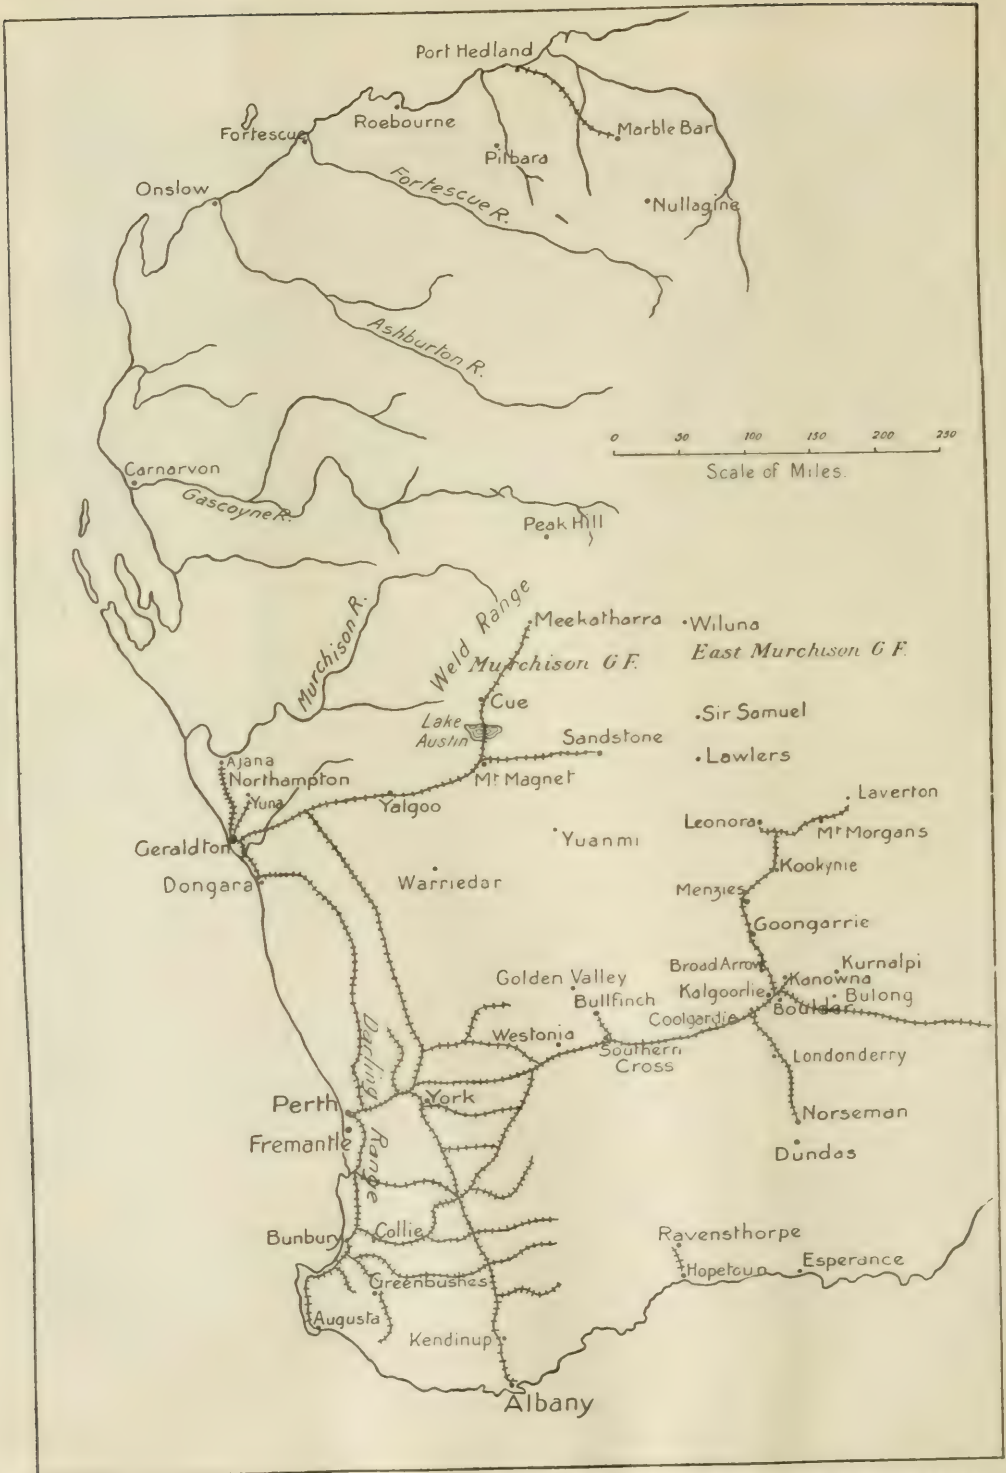 Port Hedland
Roebourne
Fortescue
Marble Bar
Pilbara
Fortescue R.
Onslow
Nullagine
Ashburton R.
0 50 100 150 200 250
Scale of Miles.
Carnarvon
Gascoyne R.
Peak Hill
Murchison R.
Weld Range
Meekatharra
Wiluna
Murchison G F.
East Murchison G F.
Cue
Lake
Austin
Sir Samuel
Sandstone
Ajana
Lawlers
Northampton
Mt Magnet
Yuna
Yalgoo
Laverton
Leonora
Mt Morgans
Geraldton
Yuanmi
Kookynie
Dongara
Warriedar
Menzies
Goongarrie
Broad Arrow
Kurnalpi
Kanowna
Golden Valley
Kalgoorlie
Bulong
Bullfinch
Boulder
Coolgardie
Westonia
Southern
Cross
Londonderry
Darling Range
Perth
York
Norseman
Fremantle
Dundas
Bunbury
Collie
Ravensthorpe
Esperance
Hopetoun
Greenbushes
Augusta
Kendinup
Albany